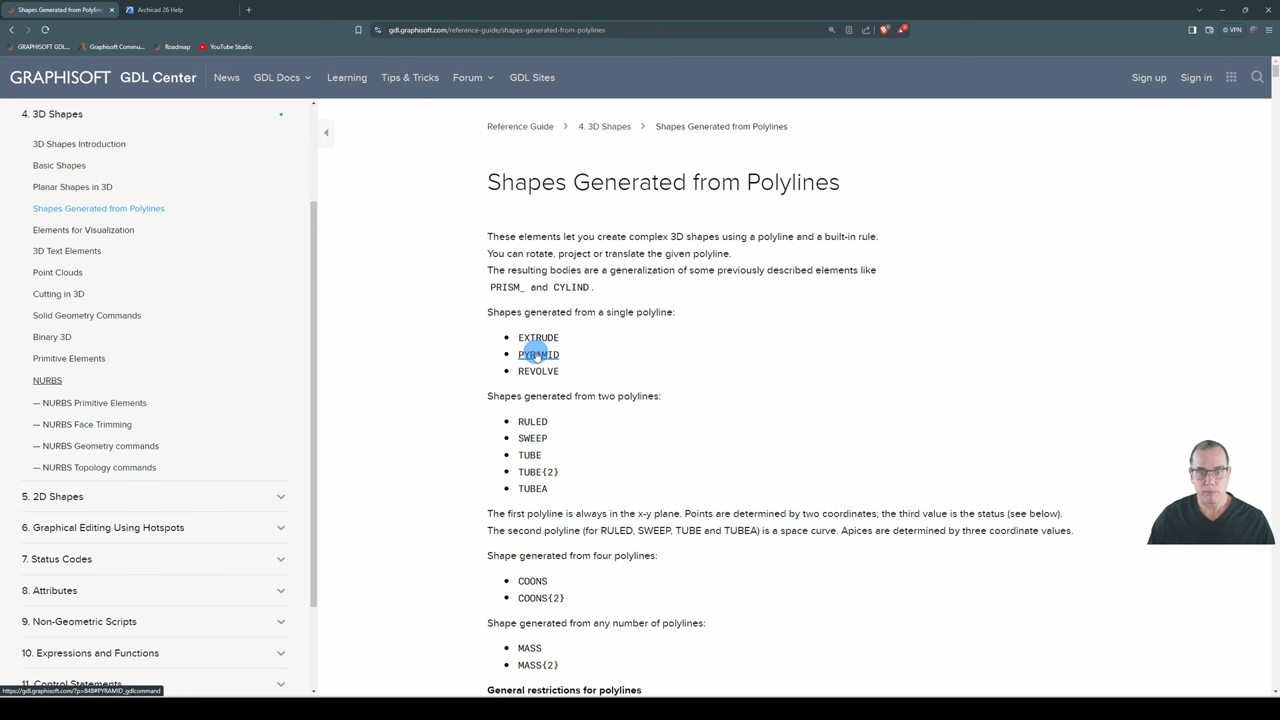 Shapes Generated from Polylines
Archicad 26 Help
gdl.graphisoft.com/reference-guide/shapes-generated-from-polylines
VPN
GRAPHISOFT GDL...
Graphisoft Commu...
Roadmap
YouTube Studio
GRAPHISOFT GDL Center
News
GDL Docs
Learning
Tips & Tricks
Forum
GDL Sites
Sign up
Sign in
4. 3D Shapes
3D Shapes Introduction
Basic Shapes
Planar Shapes in 3D
Shapes Generated from Polylines
Elements for Visualization
3D Text Elements
Point Clouds
Cutting in 3D
Solid Geometry Commands
Binary 3D
Primitive Elements
NURBS
— NURBS Primitive Elements
— NURBS Face Trimming
— NURBS Geometry commands
— NURBS Topology commands
5. 2D Shapes
6. Graphical Editing Using Hotspots
7. Status Codes
8. Attributes
9. Non-Geometric Scripts
10. Expressions and Functions
11. Control Statements
https://gdl.graphisoft.com/?p=848#PYRAMID_gdlcommand
Reference Guide > 4. 3D Shapes > Shapes Generated from Polylines
Shapes Generated from Polylines
These elements let you create complex 3D shapes using a polyline and a built-in rule.
You can rotate, project or translate the given polyline.
The resulting bodies are a generalization of some previously described elements like
PRISM_ and CYLIND.
Shapes generated from a single polyline:
• EXTRUDE
• PYRAMID
• REVOLVE
Shapes generated from two polylines:
• RULED
• SWEEP
• TUBE
• TUBE{2}
• TUBEA
The first polyline is always in the x-y plane. Points are determined by two coordinates; the third value is the status (see below).
The second polyline (for RULED, SWEEP, TUBE and TUBEA) is a space curve. Apices are determined by three coordinate values.
Shape generated from four polylines:
• COONS
• COONS{2}
Shape generated from any number of polylines:
• MASS
• MASS{2}
General restrictions for polylines